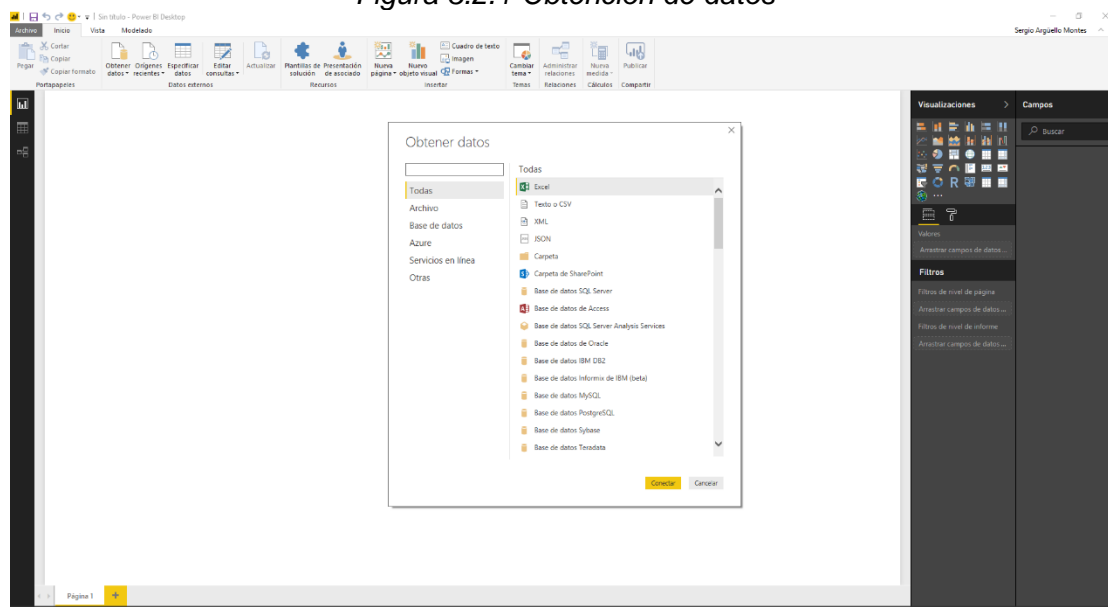 Figura 3.2.1 Obtención de datos
Sin título - Power BI Desktop
Archivo Inicio Vista Modelado
Sergio Argüello Montes
Pegar
Cortar
Copiar
Copiar formato
Portapapeles
Obtener datos
Orígenes recientes
Especificar datos
Editar consultas
Datos externos
Actualizar
Plantillas de solución
Presentación de asociado
Recursos
Nueva página
Nuevo objeto visual
Cuadro de texto
Imagen
Formas
Insertar
Cambiar tema
Temas
Administrar relaciones
Relaciones
Nueva medida
Cálculos
Publicar
Compartir
Obtener datos
Todas
Archivo
Base de datos
Azure
Servicios en línea
Otras
Todas
Excel
Texto o CSV
XML
JSON
Carpeta
Carpeta de SharePoint
Base de datos SQL Server
Base de datos de Access
Base de datos SQL Server Analysis Services
Base de datos de Oracle
Base de datos IBM DB2
Base de datos Informix de IBM (beta)
Base de datos MySQL
Base de datos PostgreSQL
Base de datos Sybase
Base de datos Teradata
Conectar Cancelar
Visualizaciones
R
Valores
Arrastrar campos de datos ...
Filtros
Filtros de nivel de página
Arrastrar campos de datos ...
Filtros de nivel de informe
Arrastrar campos de datos ...
Campos
Buscar
Página 1